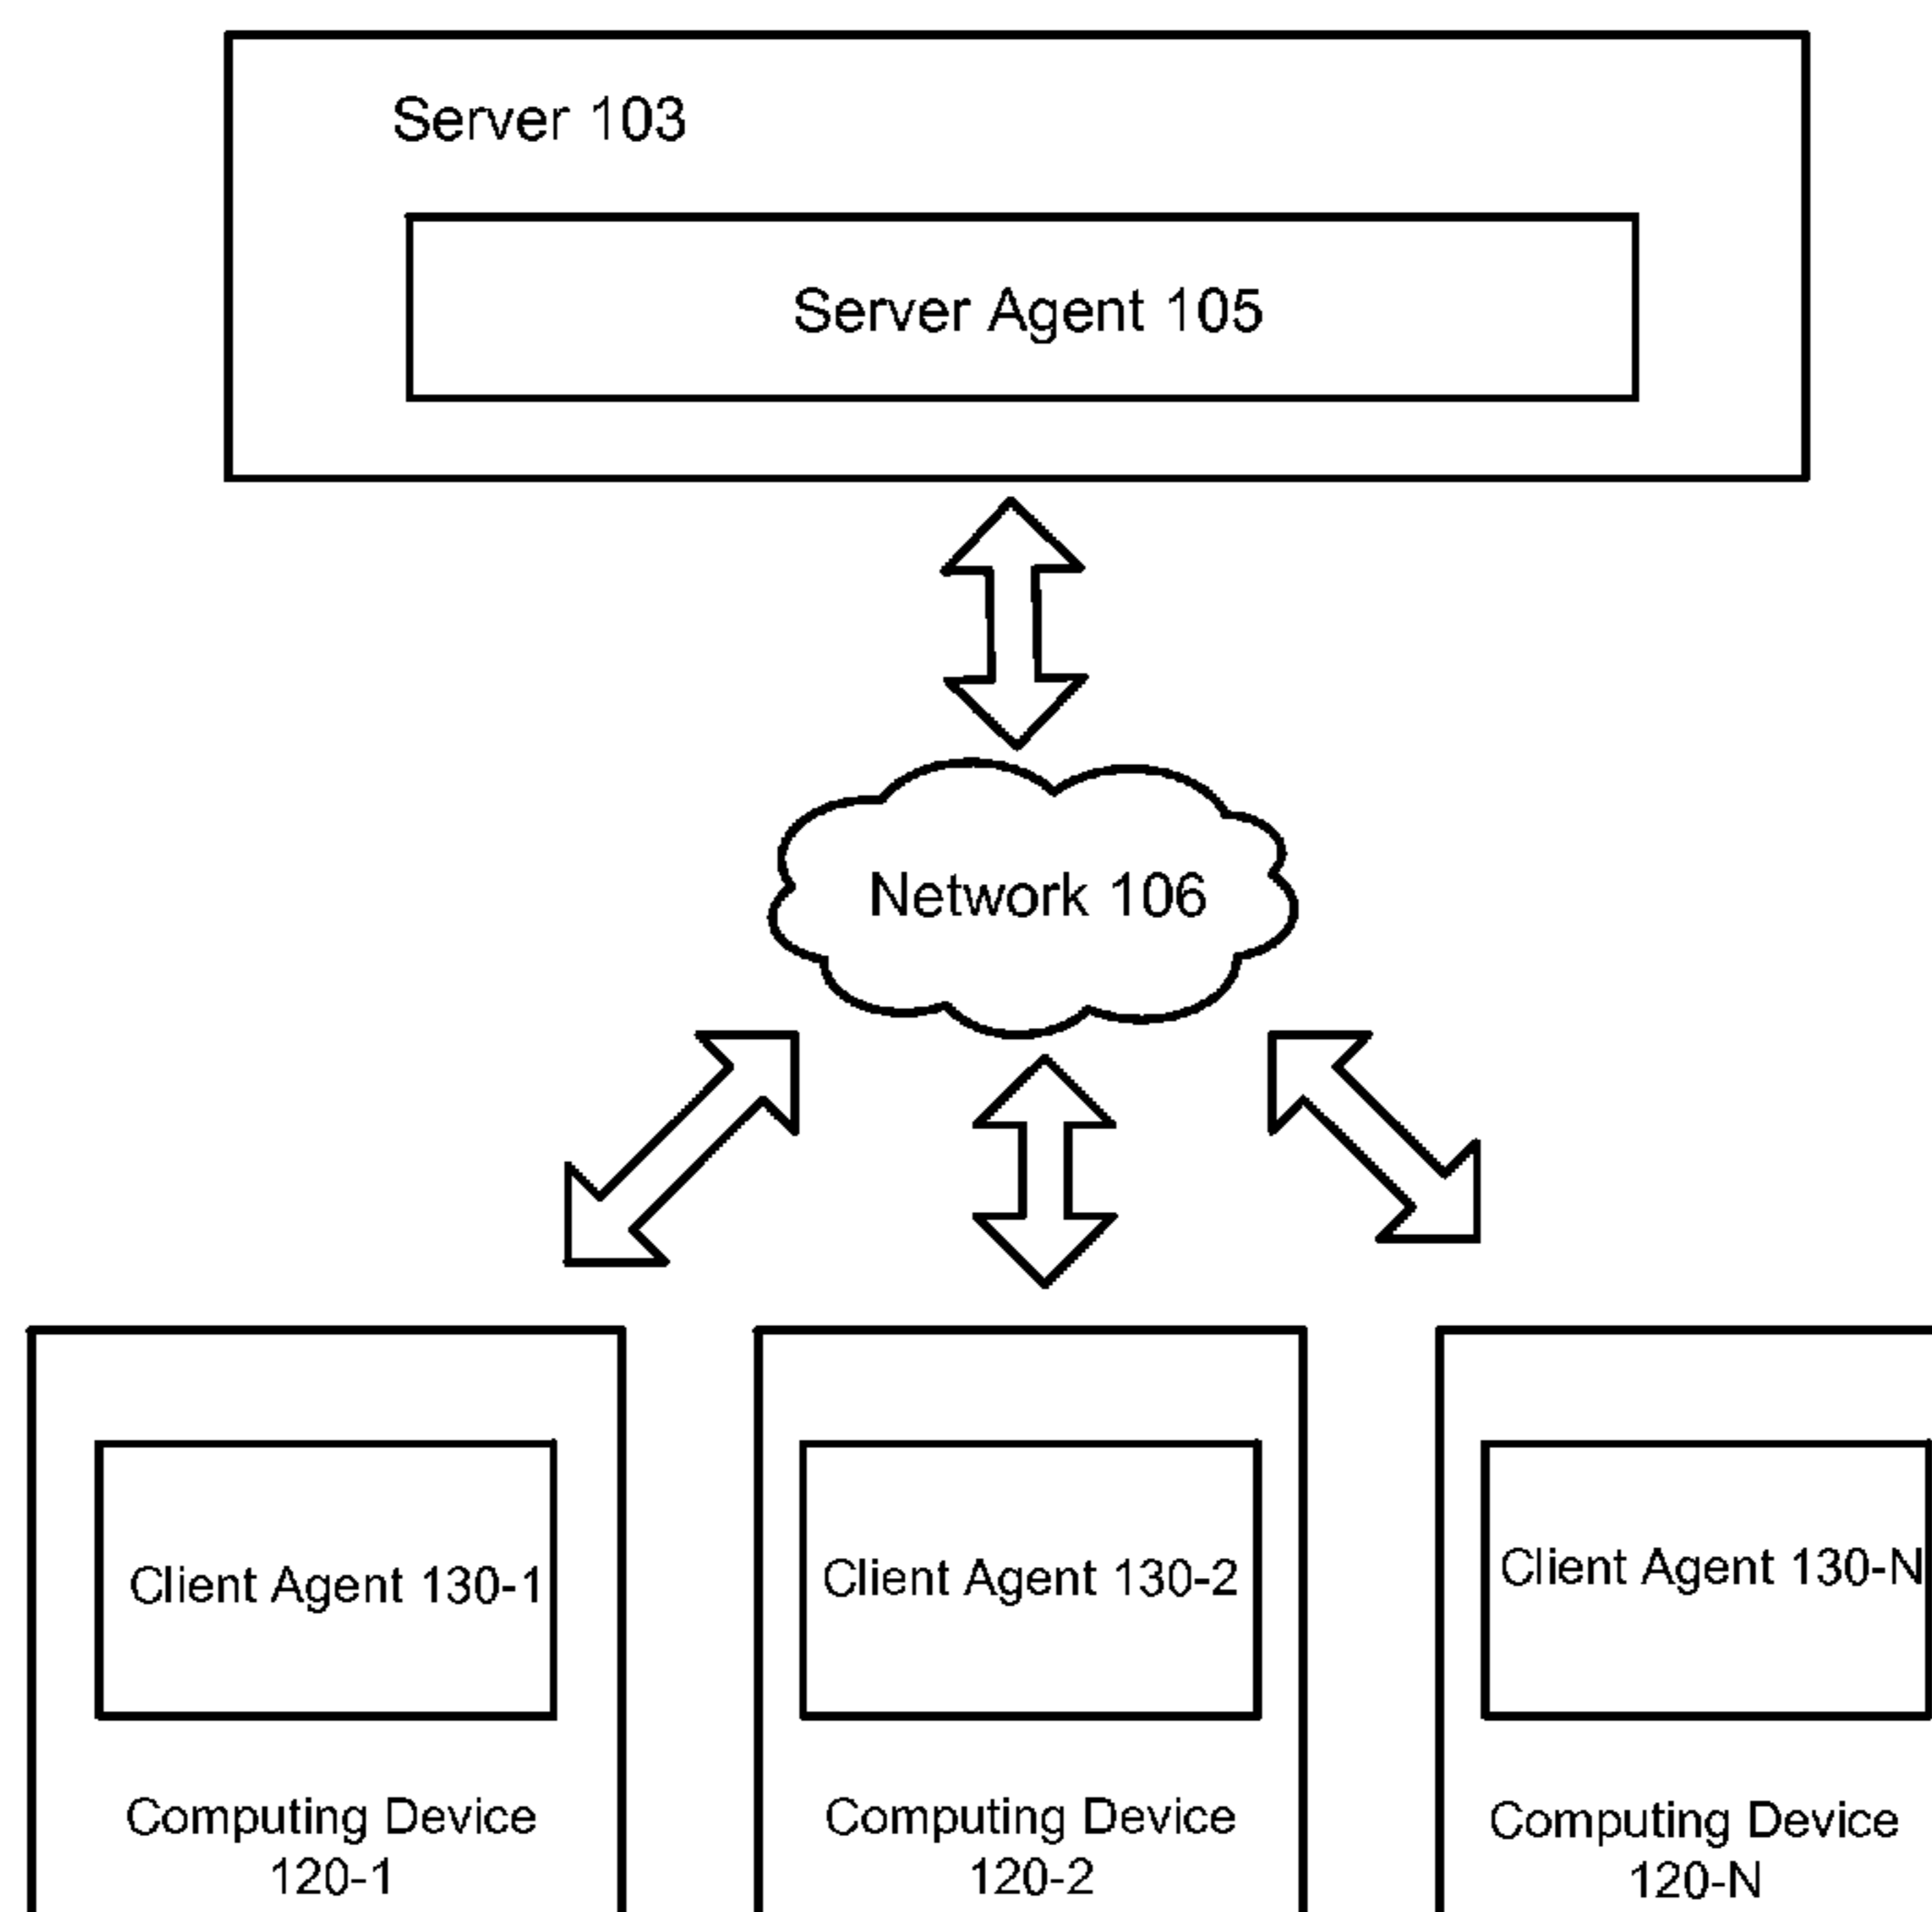 Server 103
Server Agent 105
Network 106
Client Agent 130-1
Client Agent 130-2
Client Agent 130-N
Computing Device
120-1
Computing Device
120-2
Computing Device
120-N